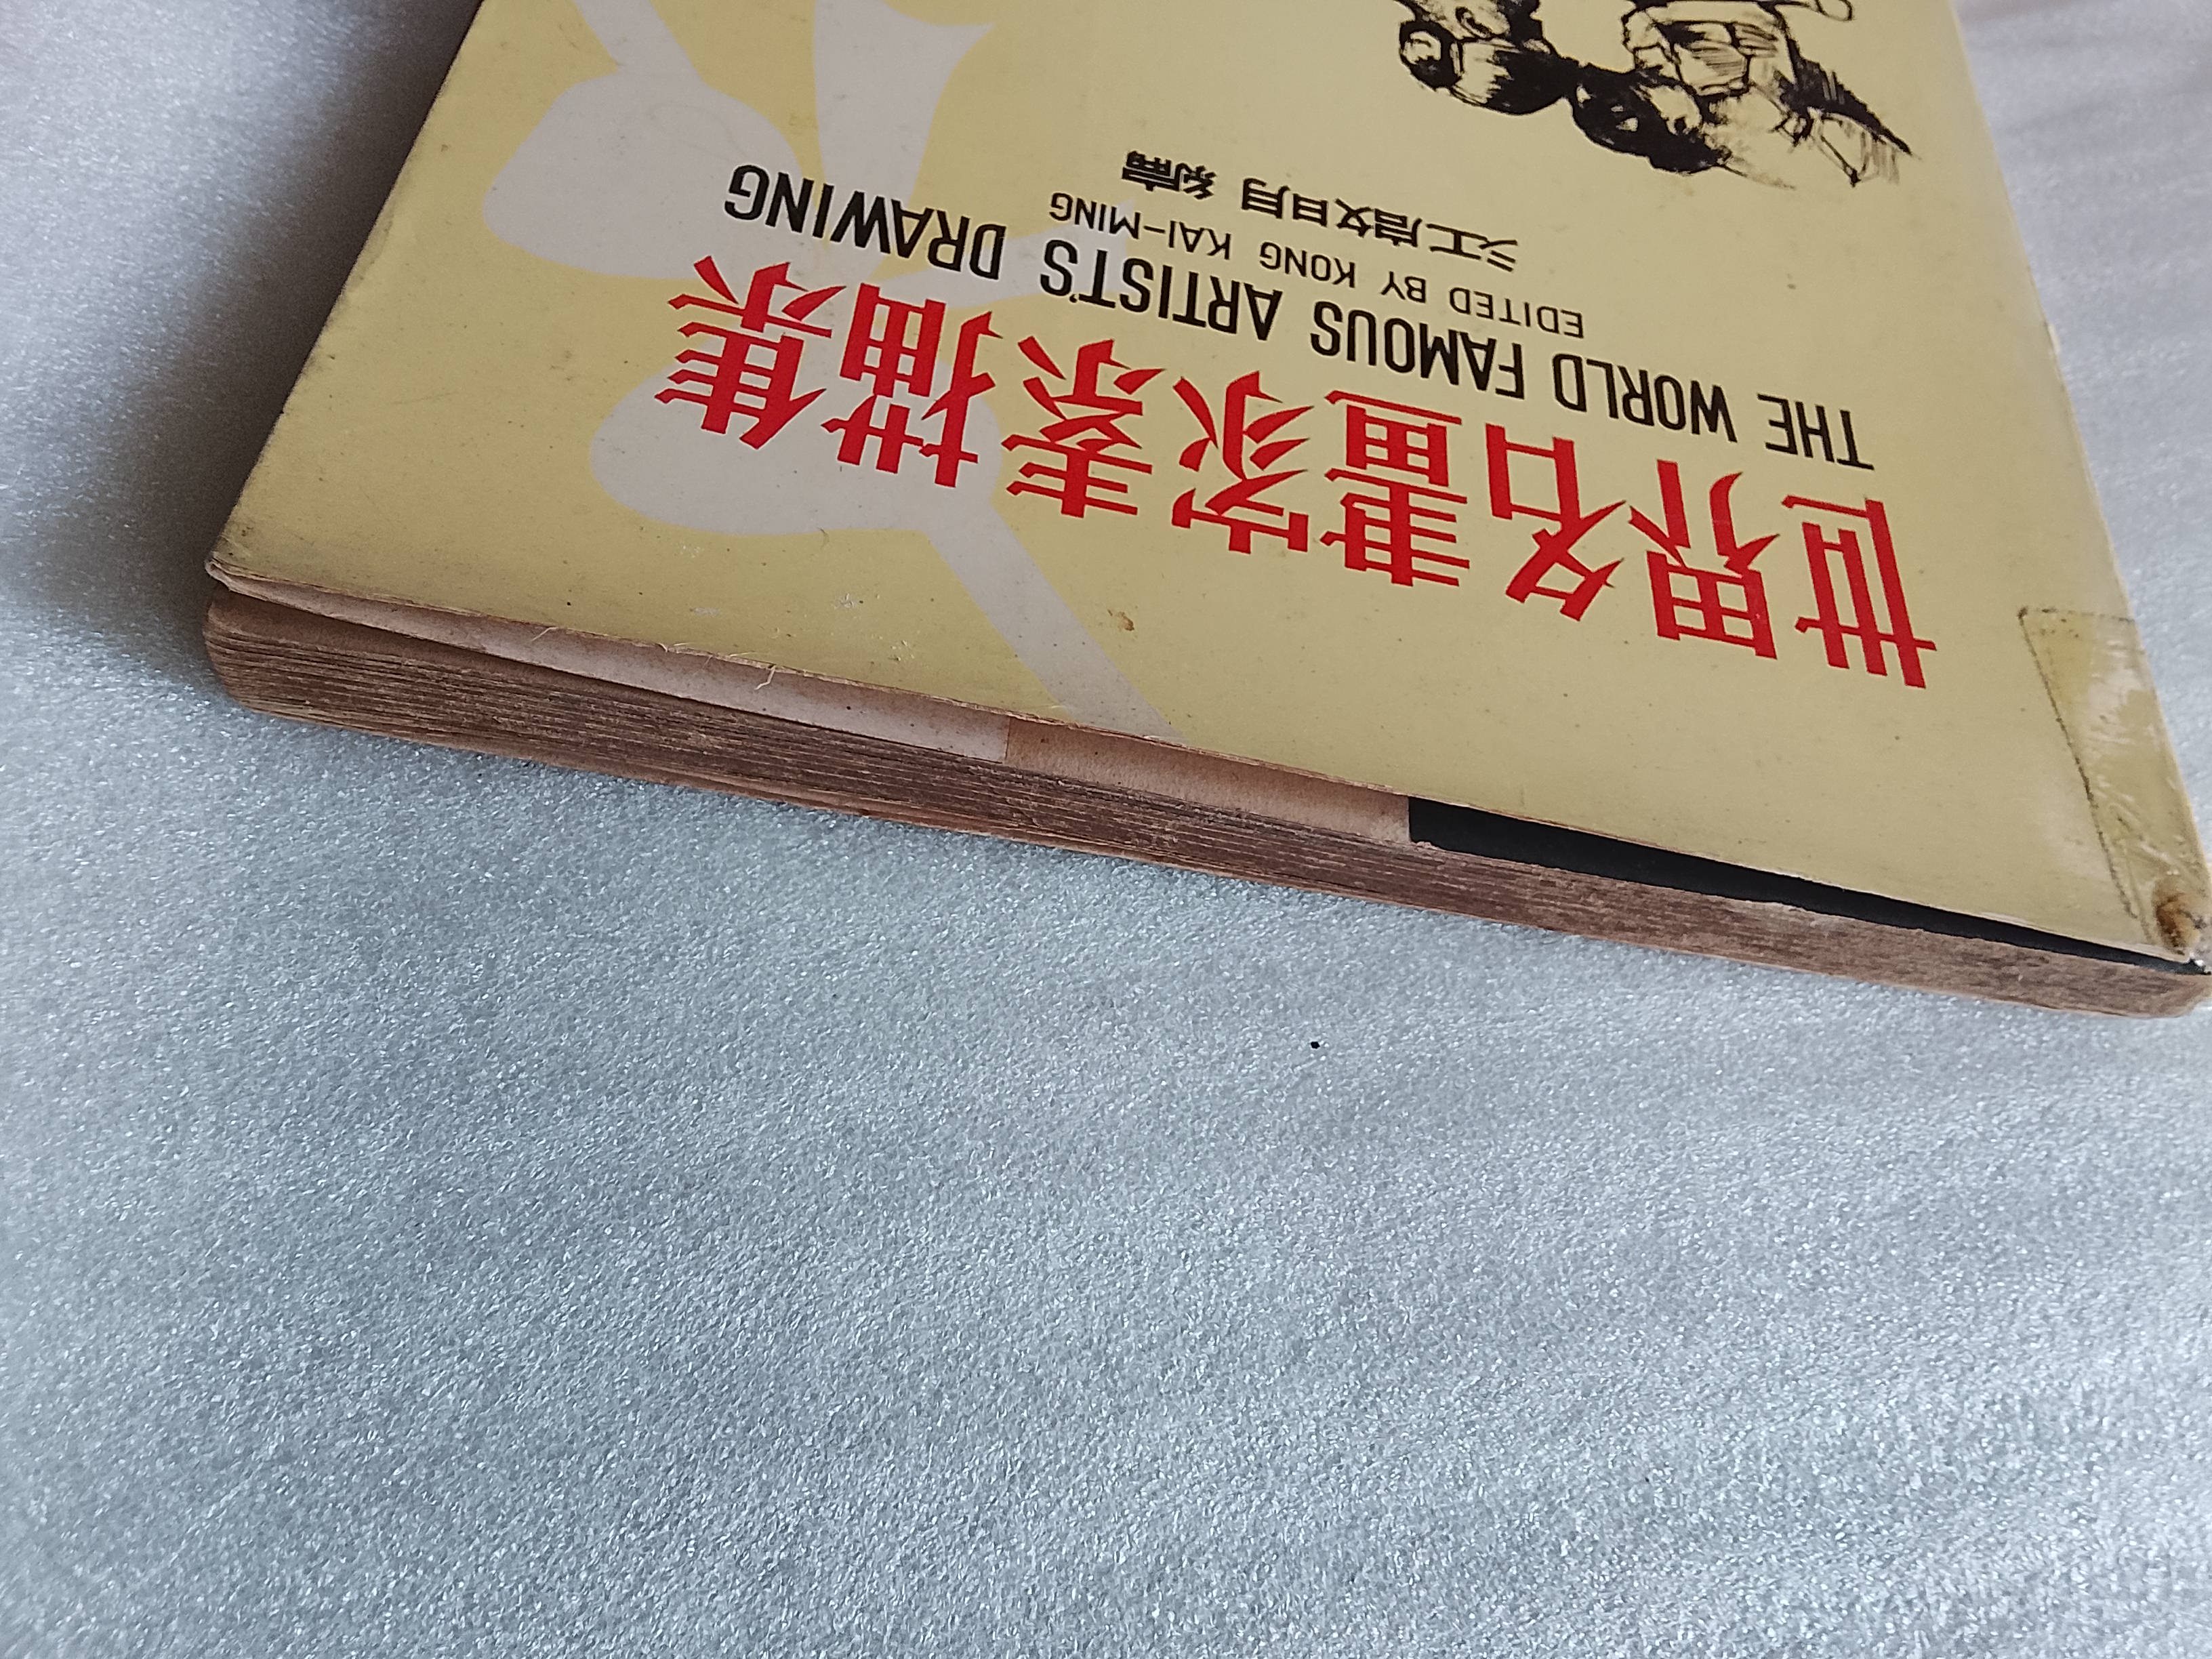 世界名畫家素描集
THE WORLD FAMOUS ARTIST'S DRAWING
EDITED BY KONG KAI-MING
江启明 編